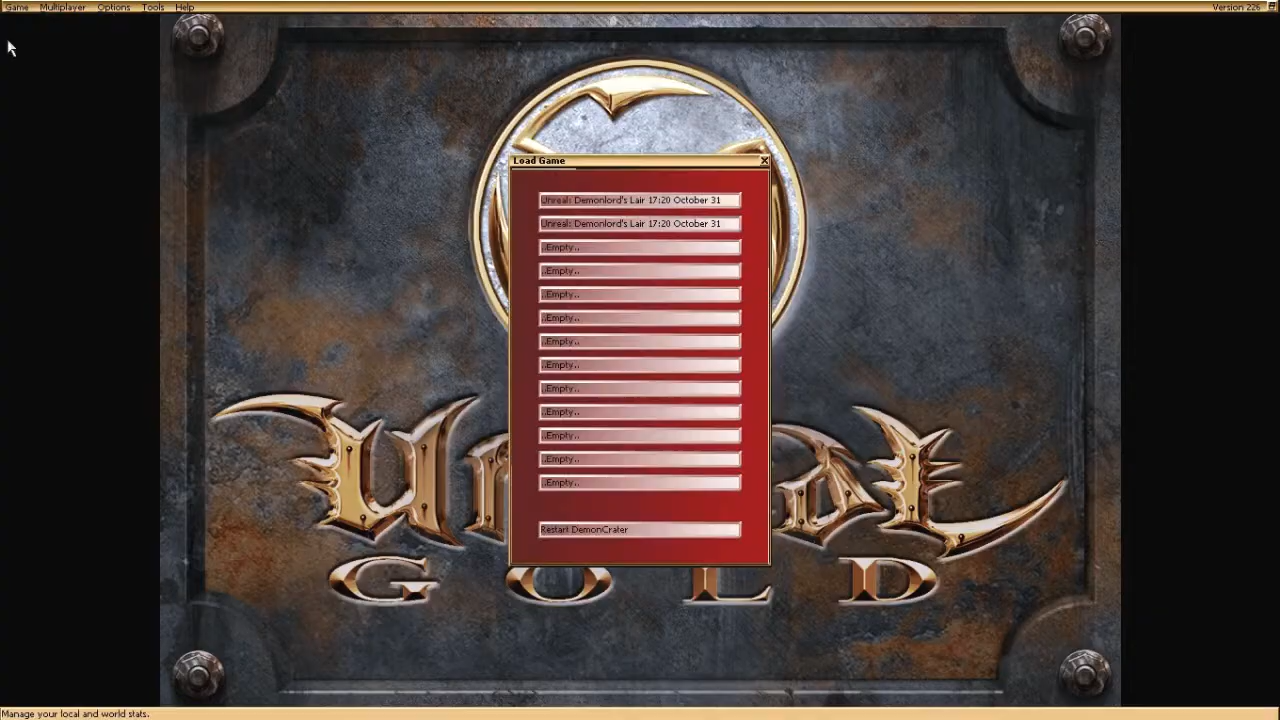 Game Multiplayer Options Tools Help Version 226
Load Game
Unreal: Demonlord's Lair 17:20 October 31
Unreal: Demonlord's Lair 17:20 October 31
..Empty..
..Empty..
..Empty..
..Empty..
..Empty..
..Empty..
..Empty..
..Empty..
..Empty..
..Empty..
..Empty..
Restart DemonCrater
Unreal
GOLD
Manage your local and world stats.